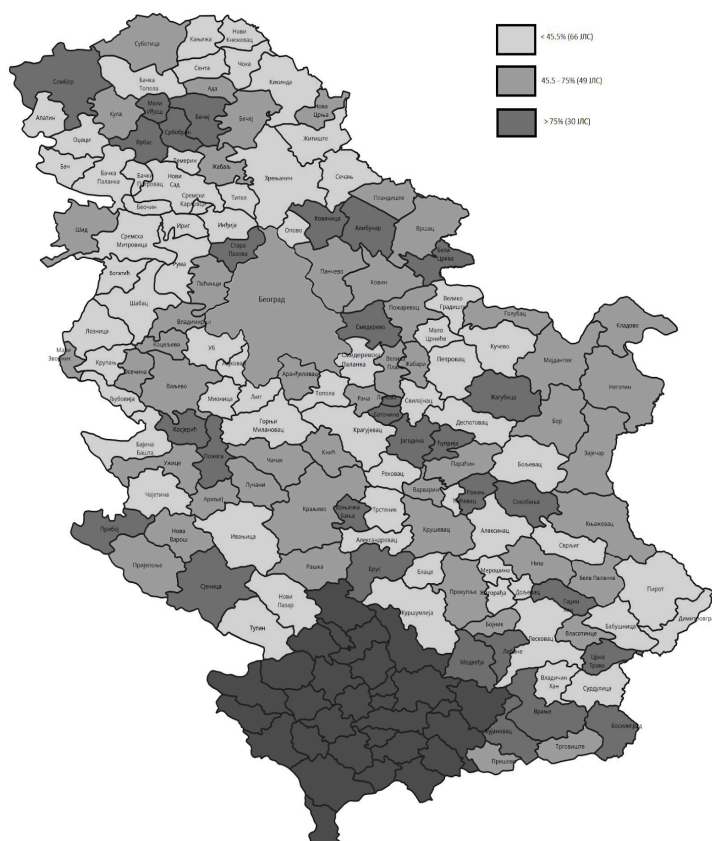 < 45.5% (66 ЈЛС)
45.5 - 75% (49 ЈЛС)
> 75% (30 ЈЛС)
Суботица
Кањижа
Нови
Кнежевац
Сента
Чока
Сомбор
Бачка
Топола
Ада
Кикинда
Апатин
Кула
Мали
Иђош
Бачеј
Бечеј
Нова
Црња
Србобран
Врбас
Оџаци
Темерин
Жабаљ
Житиште
Бач
Бачка
Паланка
Бачки
Петровац
Нови
Сад
Зрењанин
Сечањ
Сремски
Карловци
Тител
Беочин
Пландиште
Шид
Сремска
Митровица
Ириг
Инђија
Опово
Ковачица
Алибунар
Вршац
Стара
Пазова
Бела
Црква
Рума
Богатић
Пећинци
Панчево
Ковин
Београд
Шабац
Пожаревац
Велико
Градиште
Голубац
Кладово
Лозница
Владимирци
Смедерево
Мало
Црниће
Кучево
Мали
Зворник
Крупањ
Коцељева
УБ
Смедеревска
Паланка
Велика
Плана
Жабари
Петровац
Мајданпек
Неготин
Осечина
Ваљево
Аранђеловац
Љубовија
Мионица
Љиг
Топола
Рача
Свилајнац
Жагубица
Баточина
Бор
Горњи
Милановац
Крагујевац
Деспотовац
Косјерић
Бајина
Башта
Јагодина
Ћуприја
Зајечар
Ужице
Пожега
Чачак
Кнић
Параћин
Бољевац
Рековац
Чајетина
Ариље
Лучани
Варварин
Ражањ
Сокобања
Краљево
Врњачка
Бања
Трстеник
Књажевац
Прибој
Нова
Варош
Ивањица
Крушевац
Алексинац
Александровац
Сврљиг
Пријепоље
Рашка
Брус
Блаце
Мерошина
Ниш
Бела Паланка
Пирот
Сјеница
Нови
Пазар
Куршумлија
Прокупље
Житорађа
Дољевац
Гаџин
Бабушница
Димитровград
Тутин
Бојник
Лесковац
Власотинце
Медвеђа
Лебане
Црна
Трава
Владичин
Хан
Сурдулица
Врање
Босилеград
Бујановац
Трговиште
Прешево